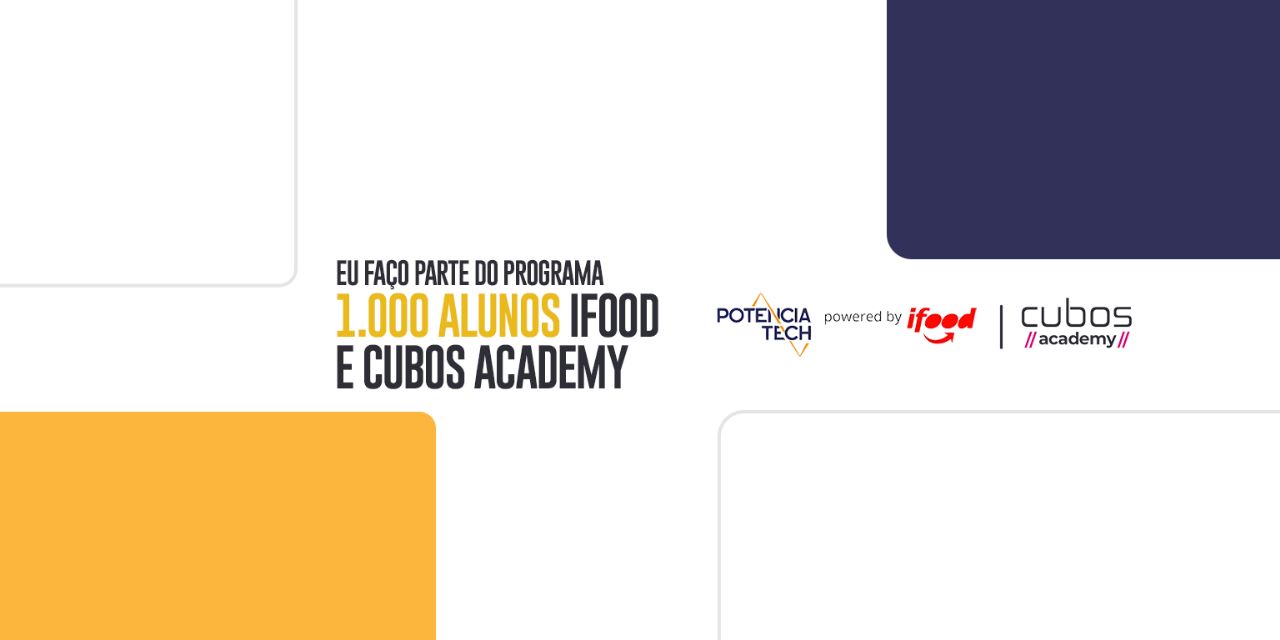 EU FAÇO PARTE DO PROGRAMA
1.000 ALUNOS IFOOD
E CUBOS ACADEMY
POTENCIA
TECH
powered by ifood
cubos
//academy//